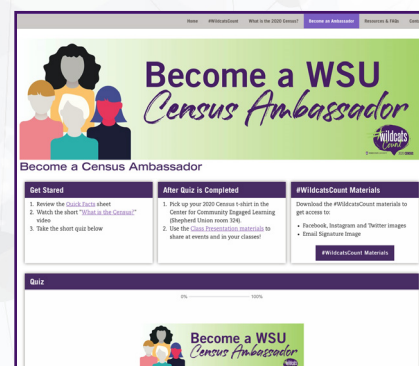 Home #WildcatsCount What is the 2020 Census? Become an Ambassador Resources & FAQs
Become a WSU
Census Ambassador
Wildcats
Count
Become a Census Ambassador
Get Stared
1. Review the Quick Facts sheet
2. Watch the short "What is the Census?"
video
3. Take the short quiz below
After Quiz is Completed
1. Pick up your 2020 Census t-shirt in the
Center for Community Engaged Learning
(Shepherd Union room 324).
2. Use the Class Presentation materials to
share at events and in your classes!
#WildcatsCount Materials
Download the #WildcatsCount materials to
get access to:
• Facebook, Instagram and Twitter images
• Email Signature Image
#WildcatsCount Materials
Quiz
0% 100%
Become a WSU
Census Ambassador